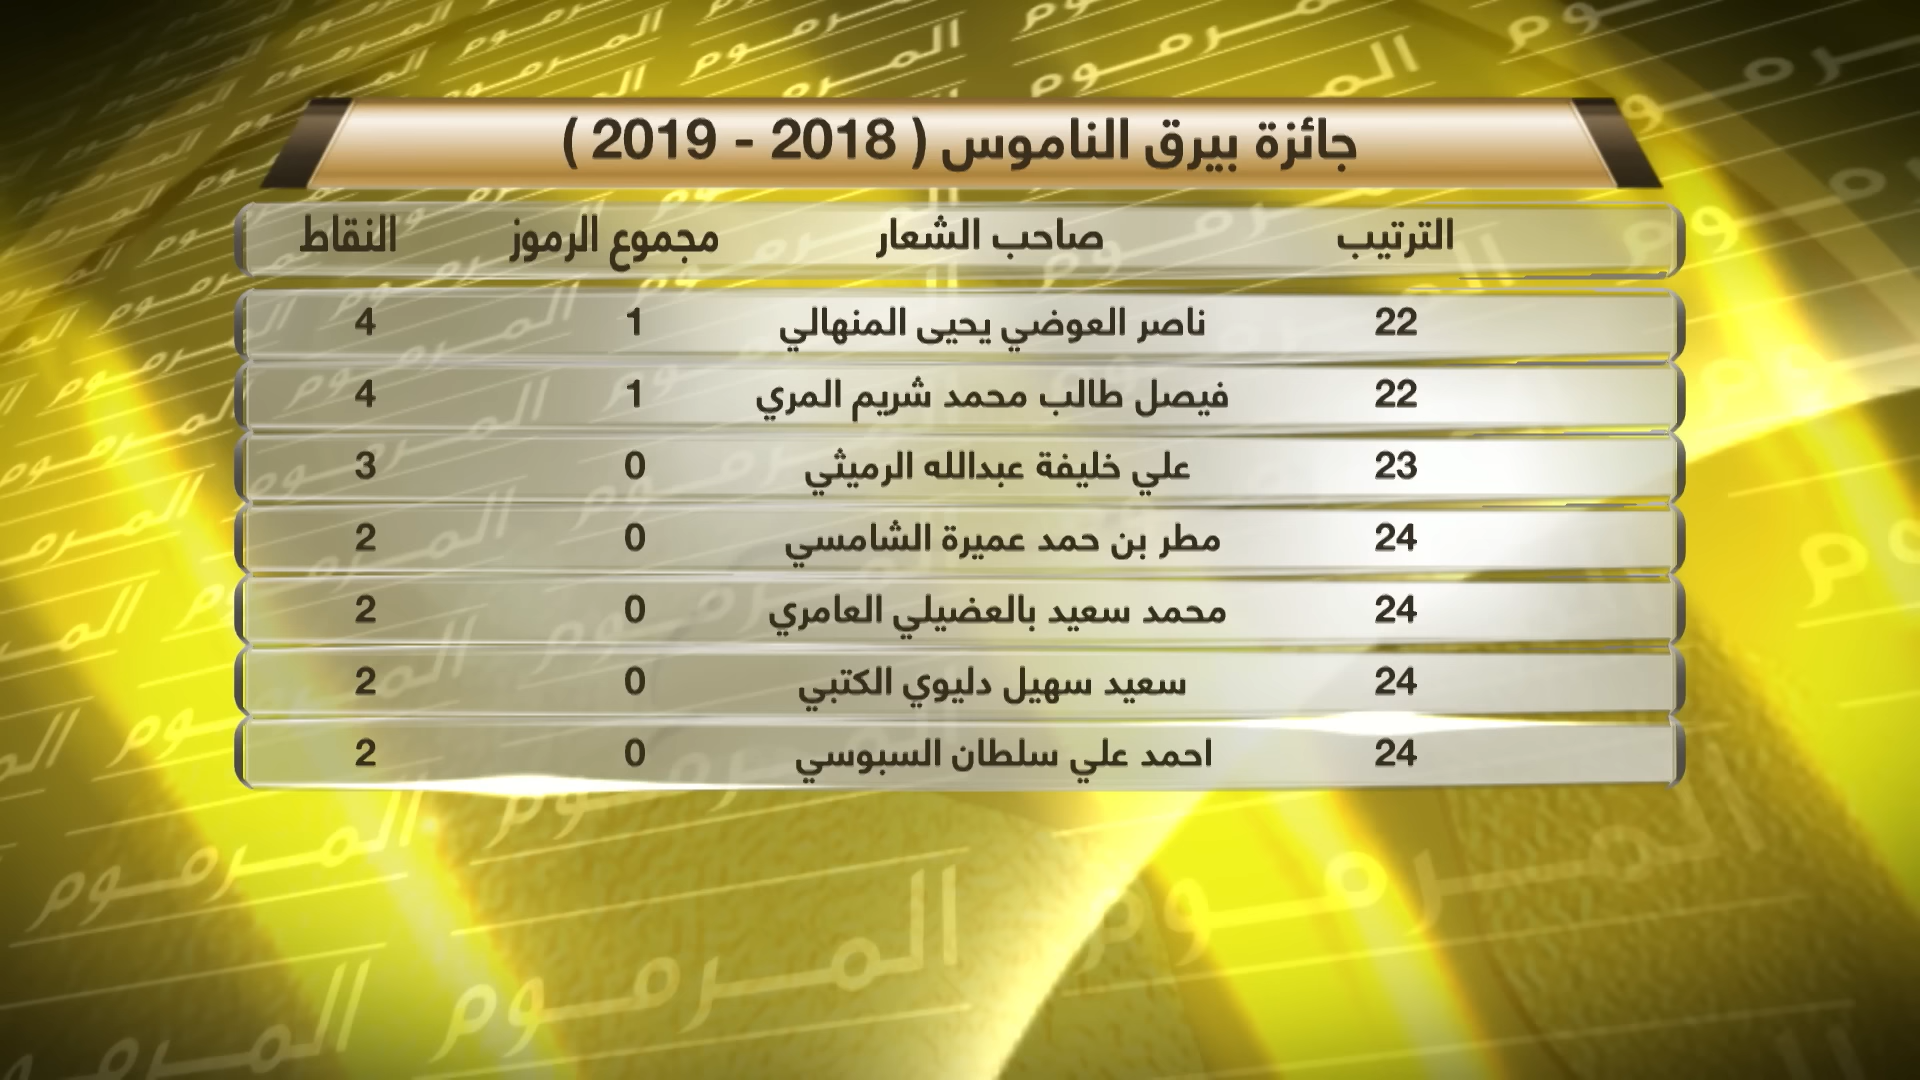 جائزة بيرق الناموس ( 2018 - 2019 )
الترتيب صاحب الشعار مجموع الرموز النقاط
22 ناصر العوضي يحيى المنهالي 1 4
22 فيصل طالب محمد شريم المري 1 4
23 علي خليفة عبدالله الرميثي 0 3
24 مطر بن حمد عميرة الشامسي 0 2
24 محمد سعيد بالعضيلي العامري 0 2
24 سعيد سهيل دليوي الكتبي 0 2
24 احمد علي سلطان السبوسي 0 2
المرموم